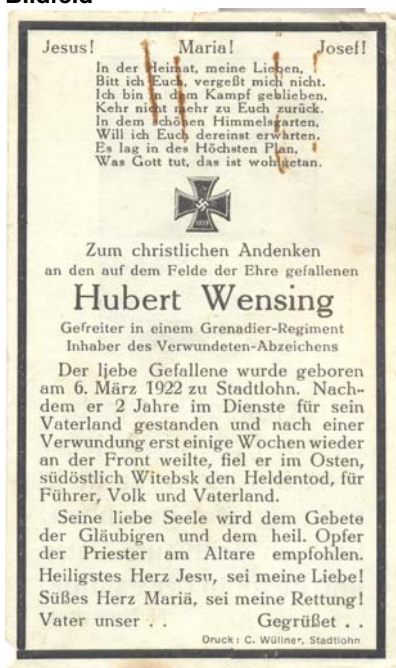 Bildfeld
Jesus! Maria! Josef!
In der Heimat, meine Lieben,
Bitt ich Euch, vergeßt mich nicht.
Ich bin in dem Kampf geblieben,
Kehr nicht mehr zu Euch zurück.
In dem schönen Himmelsgarten,
Will ich Euch dereinst erwarten.
Es lag in des Höchsten Plan,
Was Gott tut, das ist wohlgetan.
Zum christlichen Andenken
an den auf dem Felde der Ehre gefallenen
Hubert Wensing
Gefreiter in einem Grenadier-Regiment
Inhaber des Verwundeten-Abzeichens
Der liebe Gefallene wurde geboren
am 6. März 1922 zu Stadtlohn. Nach-
dem er 2 Jahre im Dienste für sein
Vaterland gestanden und nach einer
Verwundung erst einige Wochen wieder
an der Front weilte, fiel er im Osten,
südöstlich Witebsk den Heldentod, für
Führer, Volk und Vaterland.
Seine liebe Seele wird dem Gebete
der Gläubigen und dem heil. Opfer
der Priester am Altare empfohlen.
Heiligstes Herz Jesu, sei meine Liebe!
Süßes Herz Mariä, sei meine Rettung!
Vater unser . . Gegrüßet . .
Druck: C. Wüllner, Stadtlohn